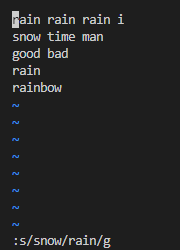 rain rain rain i
snow time man
good bad
rain
rainbow
~
~
~
~
~
~
~
~
:s/snow/rain/g